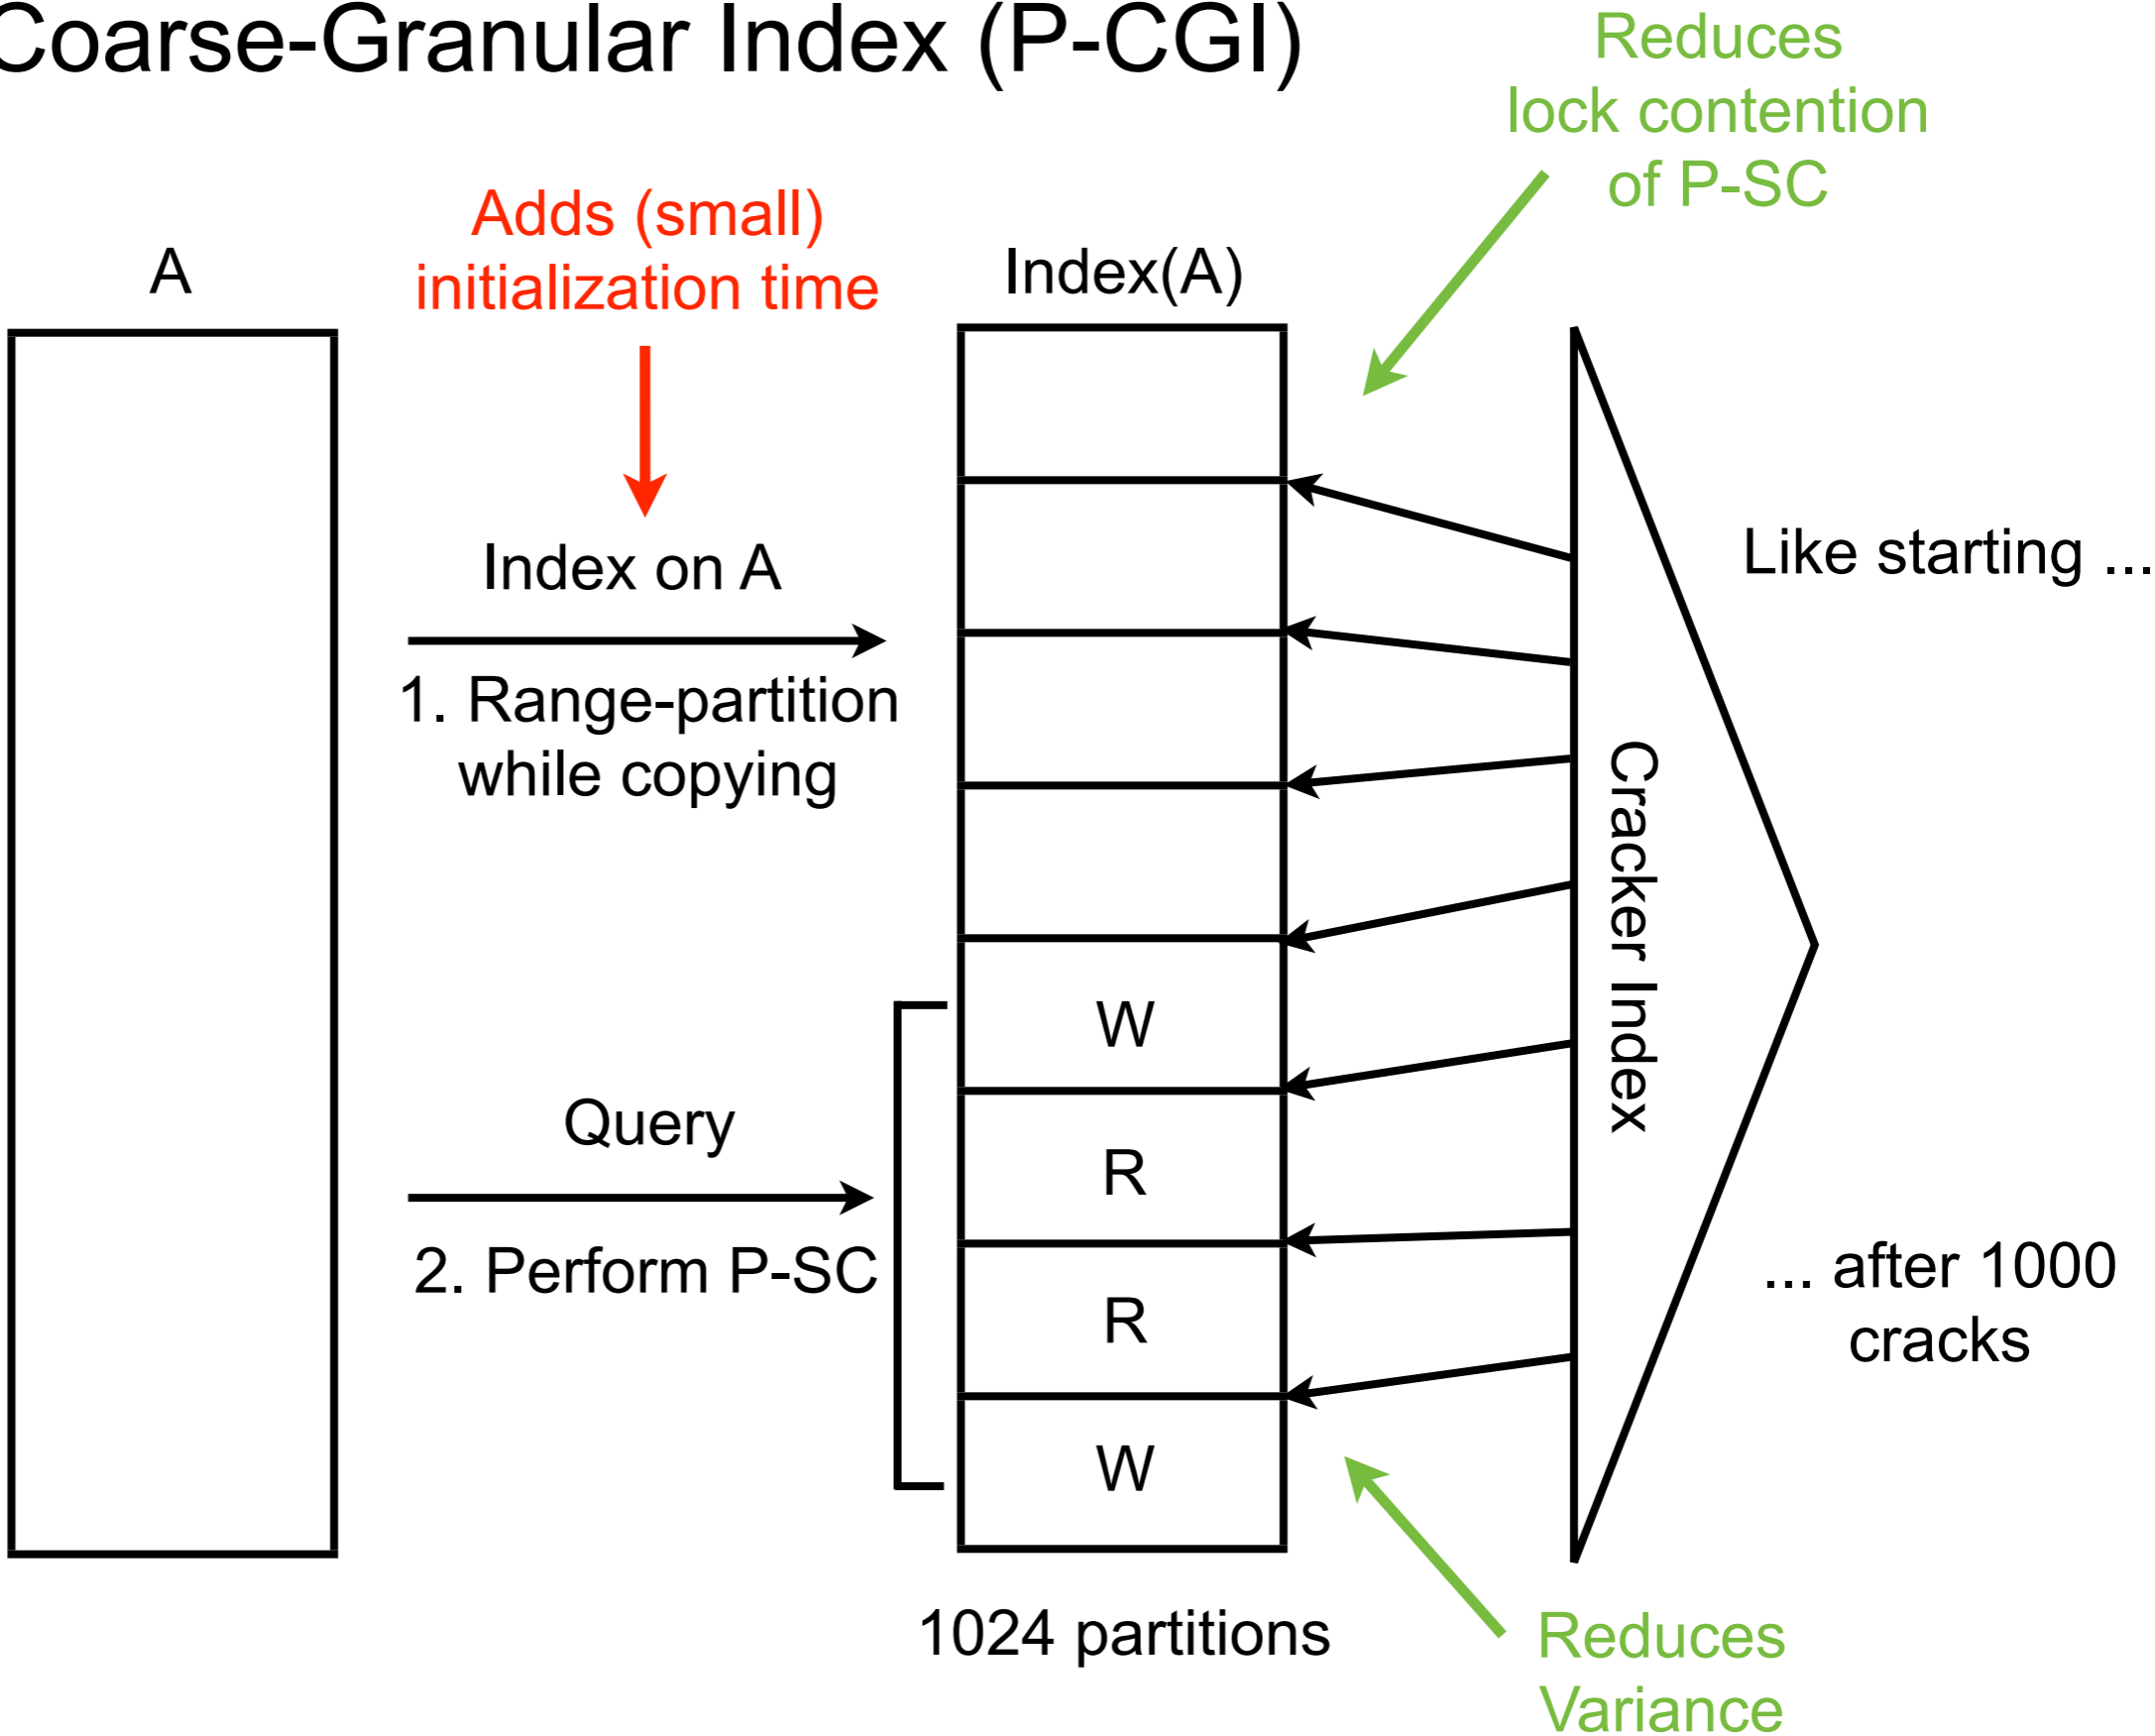 Coarse-Granular Index (P-CGI)
Reduces
lock contention
of P-SC
Adds (small)
initialization time
A
Index(A)
Index on A
1. Range-partition
while copying
Like starting ...
Cracker Index
W
Query
R
2. Perform P-SC
R
... after 1000
cracks
W
1024 partitions
Reduces
Variance